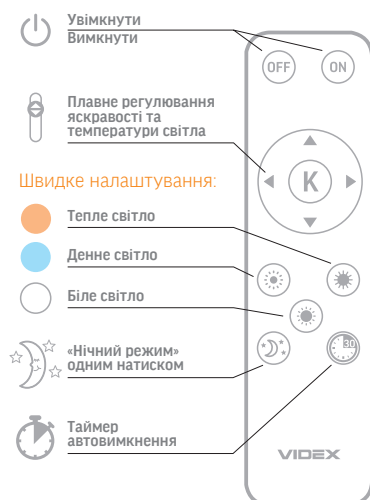 Увімкнути
Вимкнути
OFF
ON
Плавне регулювання
яскравості та
температури світла
K
Швидке налаштування:
Тепле світло
Денне світло
Біле світло
«Нічний режим»
одним натиском
30
Таймер
автовимкнення
VIDEX